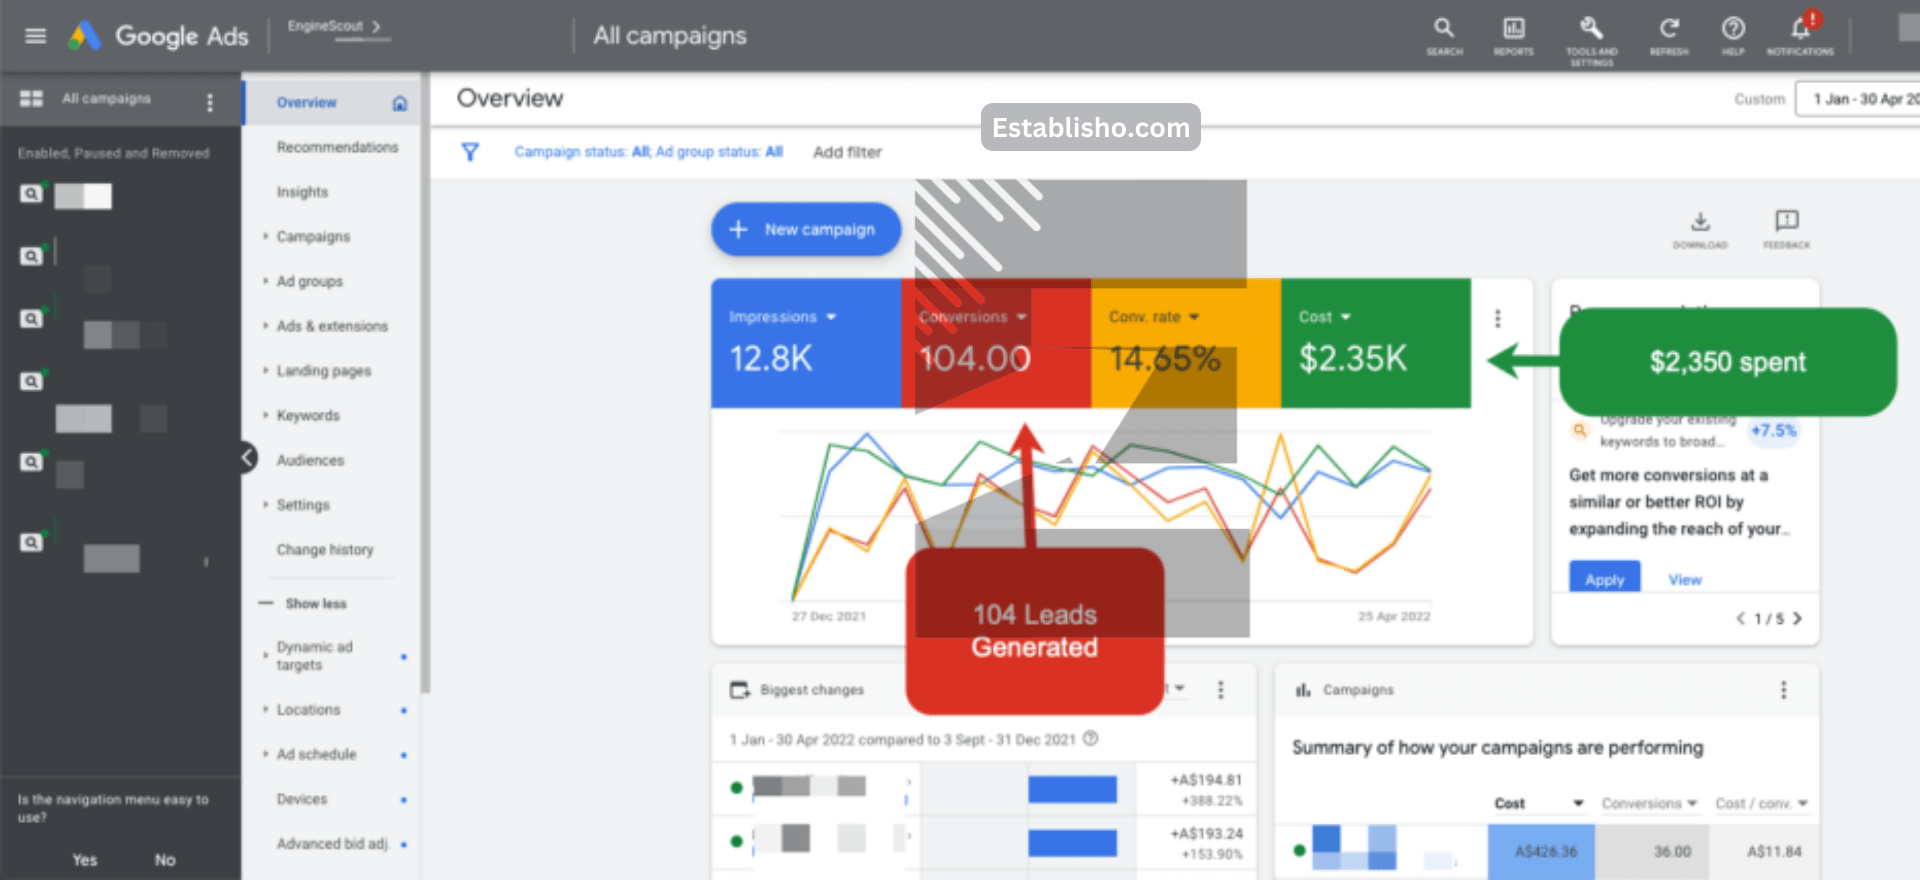 Google Ads
EngineScout
All campaigns
SEARCH
REPORTS
TOOLS AND
SETTINGS
REFRESH
HELP
NOTIFICATIONS
All campaigns
Enabled, Paused and Removed
Is the navigation menu easy to
use?
Yes
No
Overview
Recommendations
Insights
Campaigns
Ad groups
Ads & extensions
Landing pages
Keywords
Audiences
Settings
Change history
Show less
Dynamic ad
targets
Locations
Ad schedule
Devices
Advanced bid adj.
Overview
Custom
1 Jan - 30 Apr 20
Establisho.com
Campaign status: All; Ad group status: All
Add filter
New campaign
DOWNLOAD
FEEDBACK
Impressions
12.8K
Conversions
104.00
Conv. rate
14.65%
Cost
$2.35K
$2,350 spent
27 Dec 2021
25 Apr 2022
104 Leads
Generated
Upgrade your existing
keywords to broad...
+7.5%
Get more conversions at a
similar or better ROI by
expanding the reach of your...
Apply
View
1 / 5
Biggest changes
1 Jan - 30 Apr 2022 compared to 3 Sept - 31 Dec 2021
+A$194.81
+388.22%
+A$193.24
+153.90%
Campaigns
Summary of how your campaigns are performing
Cost
Conversions
Cost / conv.
A$426.36
36.00
A$11.84